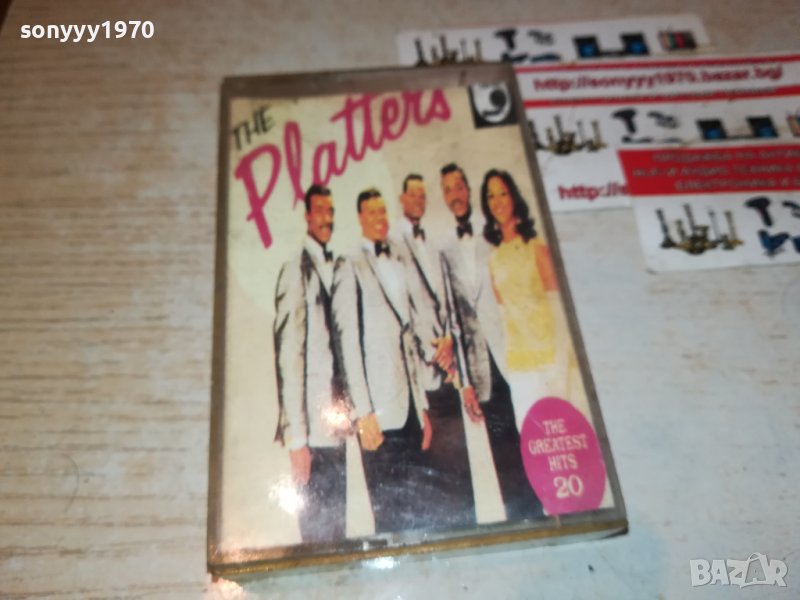 sonyyy1970
THE
Platters
http://sonyyy1970.bazar.bg/
http://
THE
GREATEST
HITS
20
BAZAR